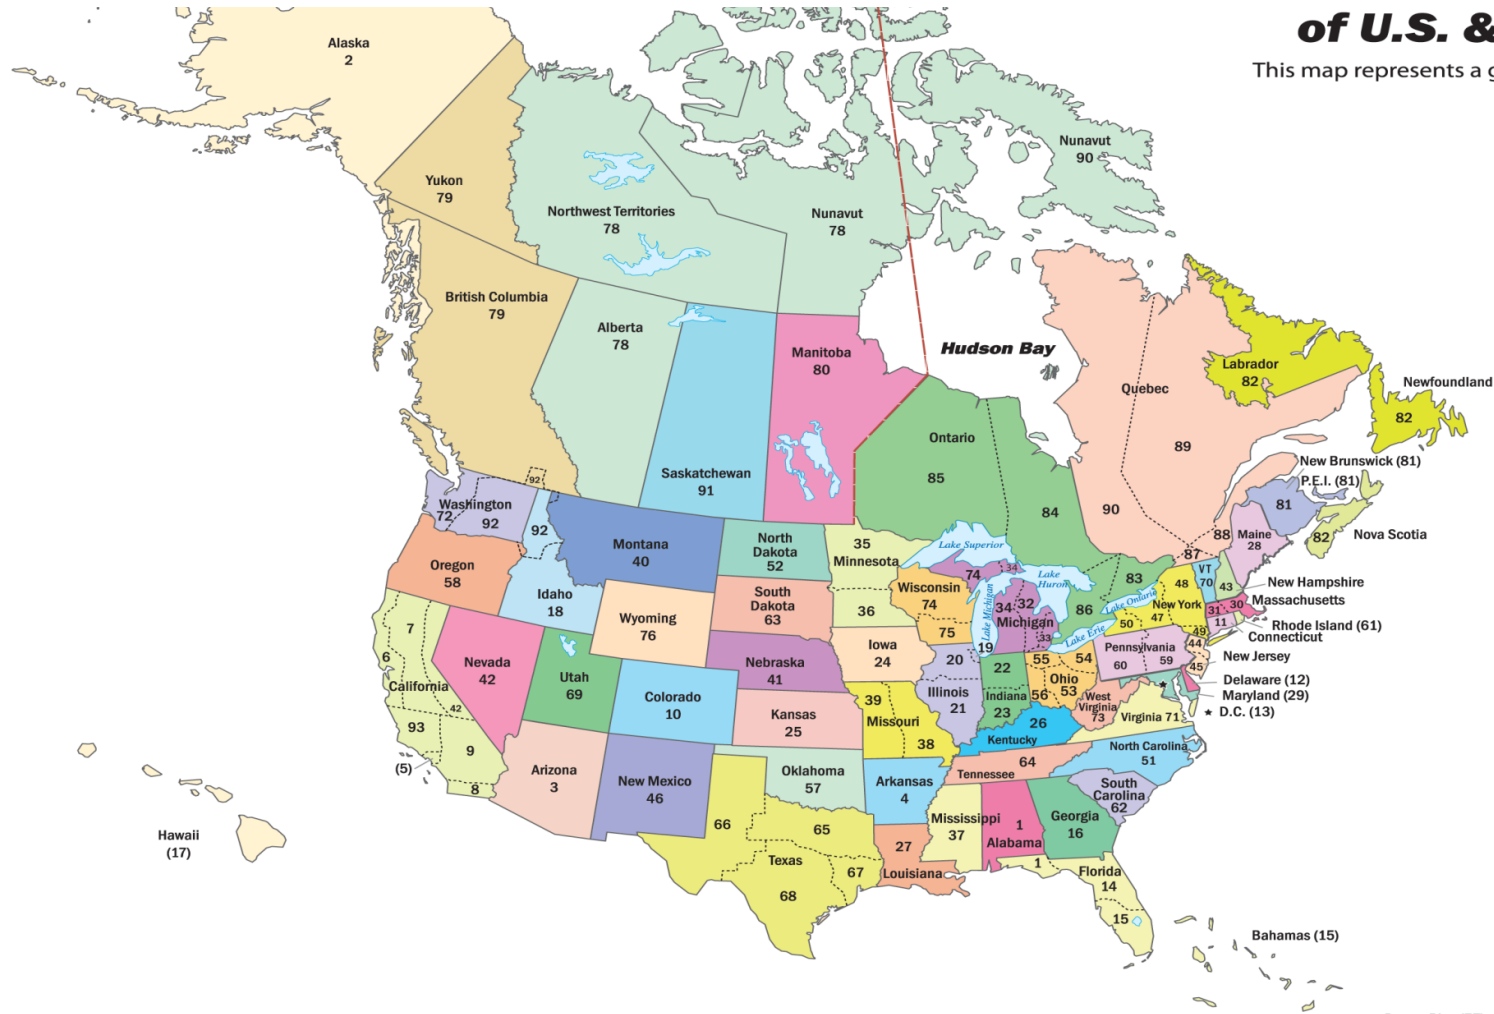 of U.S. &
This map represents a g
Alaska
2
Nunavut
90
Yukon
79
Northwest Territories
78
Nunavut
78
British Columbia
79
Alberta
78
Manitoba
80
Hudson Bay
Labrador
82
Newfoundland
82
Quebec
89
90
Ontario
85
84
Saskatchewan
91
New Brunswick (81)
P.E.I. (81)
81
Nova Scotia
82
Maine
28
88
87
92
Washington
72
92
92
Montana
40
North
Dakota
52
35
Minnesota
36
Lake Superior
74
34
Lake
Huron
83
86
Lake Ontario
VT
70
43
New Hampshire
Massachusetts
31
30
11
Rhode Island (61)
Connecticut
48
New York
50
47
49
Oregon
58
Idaho
18
Wyoming
76
South
Dakota
63
Wisconsin
74
75
Lake Michigan
34
32
Michigan
33
Lake Erie
19
7
6
California
42
93
9
(5)
8
Nevada
42
Utah
69
Colorado
10
Nebraska
41
Iowa
24
20
Illinois
21
22
Indiana
23
55
54
Ohio
56
53
Pennsylvania
60
59
44
45
New Jersey
Delaware (12)
Maryland (29)
D.C. (13)
West
Virginia
73
Virginia 71
Kansas
25
39
Missouri
38
26
Kentucky
64
Tennessee
North Carolina
51
South
Carolina
62
Arizona
3
New Mexico
46
Oklahoma
57
Arkansas
4
Mississippi
37
1
Alabama
Georgia
16
66
65
Texas
67
68
27
Louisiana
1
Florida
14
15
Hawaii
(17)
Bahamas (15)